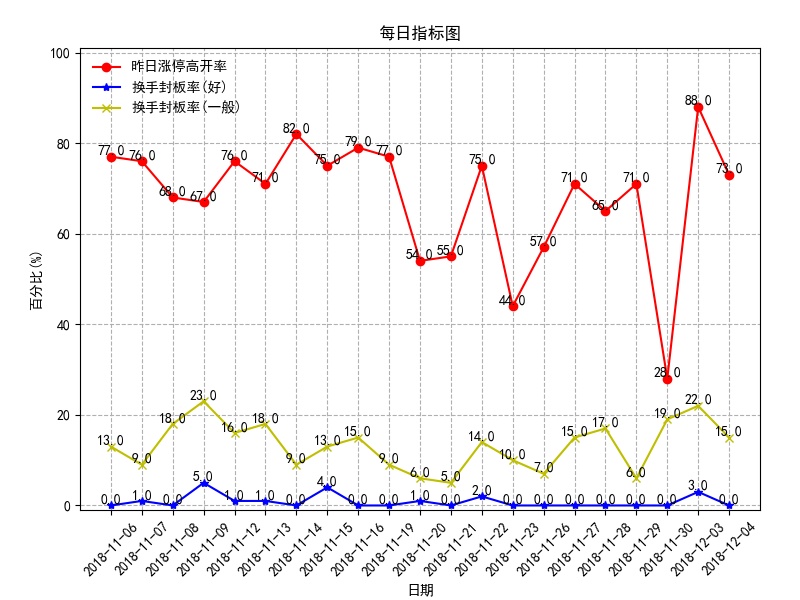 每日指标图
昨日涨停高开率
换手封板率(好)
换手封板率(一般)
百分比(%)
100
80
60
40
20
0
77.0 76.0 68.0 67.0 76.0 71.0 82.0 75.0 79.0 77.0 54.0 55.0 75.0 44.0 57.0 71.0 65.0 71.0 28.0 88.0 73.0
13.0 9.0 18.0 23.0 16.0 18.0 9.0 13.0 15.0 9.0 6.0 5.0 14.0 10.0 7.0 15.0 17.0 6.0 19.0 22.0 15.0
0.0 1.0 0.0 5.0 1.0 1.0 0.0 4.0 0.0 0.0 1.0 0.0 2.0 0.0 0.0 0.0 0.0 0.0 0.0 3.0 0.0
2018-11-06 2018-11-07 2018-11-08 2018-11-09 2018-11-12 2018-11-13 2018-11-14 2018-11-15 2018-11-16 2018-11-19 2018-11-20 2018-11-21 2018-11-22 2018-11-23 2018-11-26 2018-11-27 2018-11-28 2018-11-29 2018-11-30 2018-12-03 2018-12-04
日期